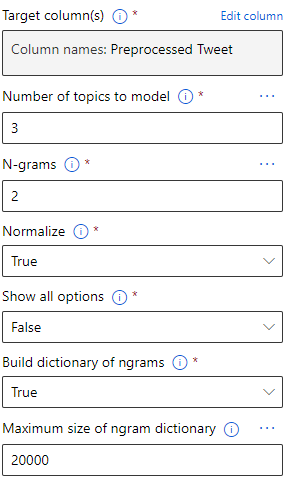 Target column(s) * Edit column
Column names: Preprocessed Tweet
Number of topics to model *
3
N-grams *
2
Normalize *
True
Show all options *
False
Build dictionary of ngrams *
True
Maximum size of ngram dictionary
20000